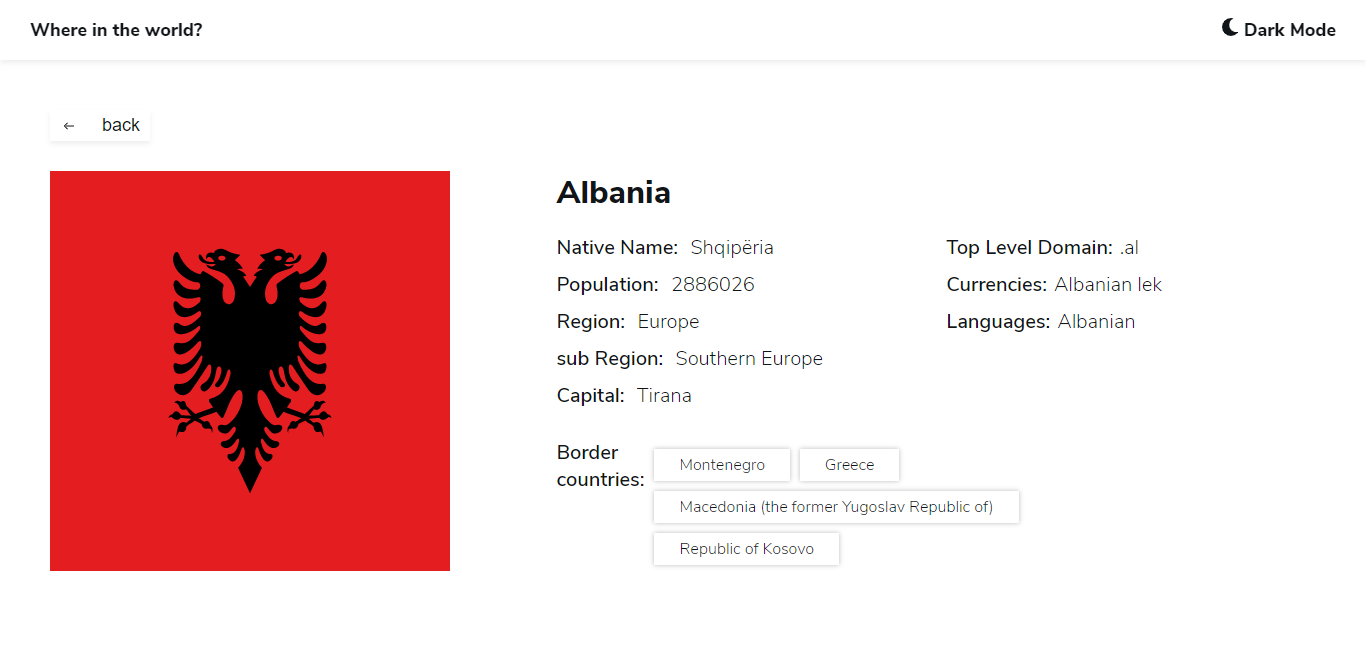 Where in the world?
Dark Mode
← back
Albania
Native Name: Shqipëria
Population: 2886026
Region: Europe
sub Region: Southern Europe
Capital: Tirana
Top Level Domain: .al
Currencies: Albanian lek
Languages: Albanian
Border
countries:
Montenegro
Greece
Macedonia (the former Yugoslav Republic of)
Republic of Kosovo